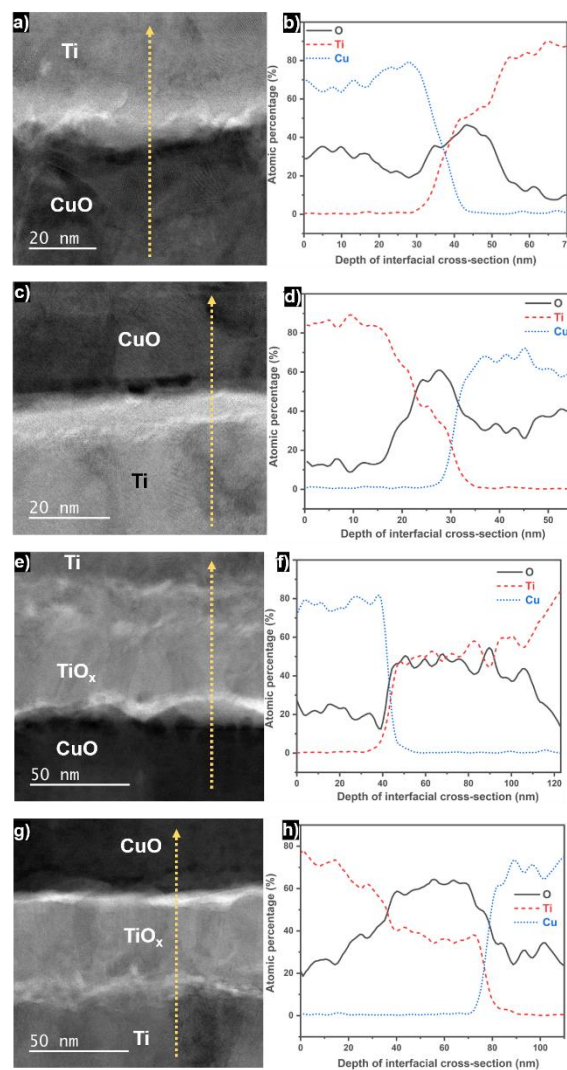 a)
Ti
CuO
20 nm
b)
O
Ti
Cu
Atomic percentage (%)
80
60
40
20
0
0 10 20 30 40 50 60 70
Depth of interfacial cross-section (nm)
c)
CuO
Ti
20 nm
d)
O
Ti
Cu
Atomic percentage (%)
80
60
40
20
0
0 10 20 30 40 50
Depth of interfacial cross-section (nm)
e)
Ti
TiOx
CuO
50 nm
f)
O
Ti
Cu
Atomic percentage (%)
80
60
40
20
0
0 20 40 60 80 100 120
Depth of interfacial cross-section (nm)
g)
CuO
TiOx
Ti
50 nm
h)
O
Ti
Cu
Atomic percentage (%)
80
60
40
20
0
0 20 40 60 80 100
Depth of interfacial cross-section (nm)